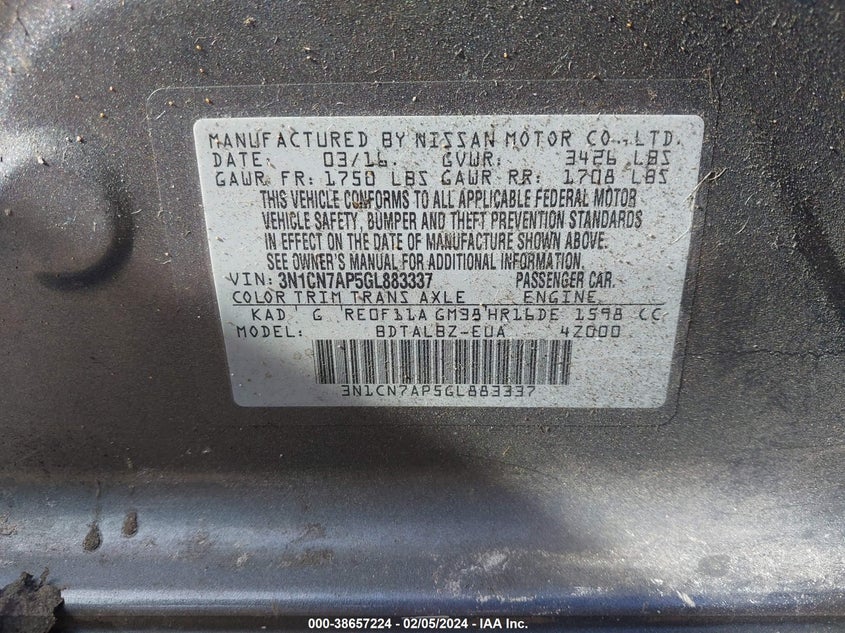 MANUFACTURED BY NISSAN MOTOR CO.,LTD.
DATE: 03/16 GVWR: 3426 LBS
GAWR FR: 1750 LBS GAWR RR: 1708 LBS
THIS VEHICLE CONFORMS TO ALL APPLICABLE FEDERAL MOTOR
VEHICLE SAFETY, BUMPER AND THEFT PREVENTION STANDARDS
IN EFFECT ON THE DATE OF MANUFACTURE SHOWN ABOVE.
SEE OWNER'S MANUAL FOR ADDITIONAL INFORMATION.
VIN: 3N1CN7AP5GL883337 PASSENGER CAR
COLOR TRIM TRANS AXLE ENGINE
KAD G RE0F11A GM38 HR16DE 1598 CC
MODEL: BDTALBZ-EUA 4Z000
3N1CN7AP5GL883337
000-38657224 - 02/05/2024 - IAA Inc.